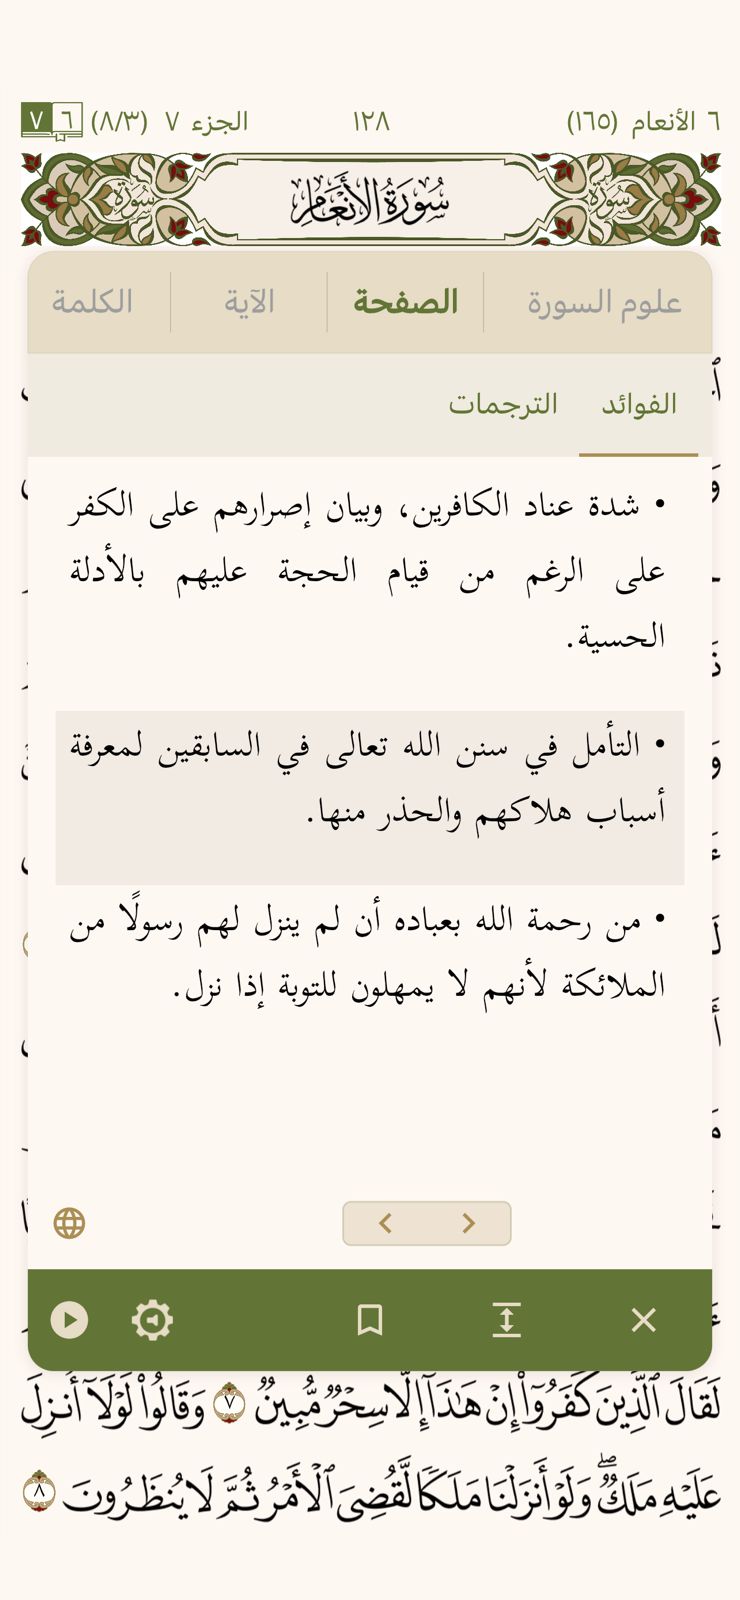 ٦ الأنعام (١٦٥) ١٢٨ الجزء ٧ (٨/٣) ٦ ٧
سورة سُورَةُ الأَنْعَامِ سورة
علوم السورة الصفحة الآية الكلمة
الفوائد الترجمات
• شدة عناد الكافرين، وبيان إصرارهم على الكفر
على الرغم من قيام الحجة عليهم بالأدلة
الحسية.
• التأمل في سنن الله تعالى في السابقين لمعرفة
أسباب هلاكهم والحذر منها.
• من رحمة الله بعباده أن لم ينزل لهم رسولًا من
الملائكة لأنهم لا يمهلون للتوبة إذا نزل.
لَقَالَ ٱلَّذِينَ كَفَرُوٓاْ إِنۡ هَٰذَآ إِلَّا سِحۡرٞ مُّبِينٞ ٧ وَقَالُواْ لَوۡلَآ أُنزِلَ
عَلَيۡهِ مَلَكٞۖ وَلَوۡ أَنزَلۡنَا مَلَكٗا لَّقُضِيَ ٱلۡأَمۡرُ ثُمَّ لَا يُنظَرُونَ ٨